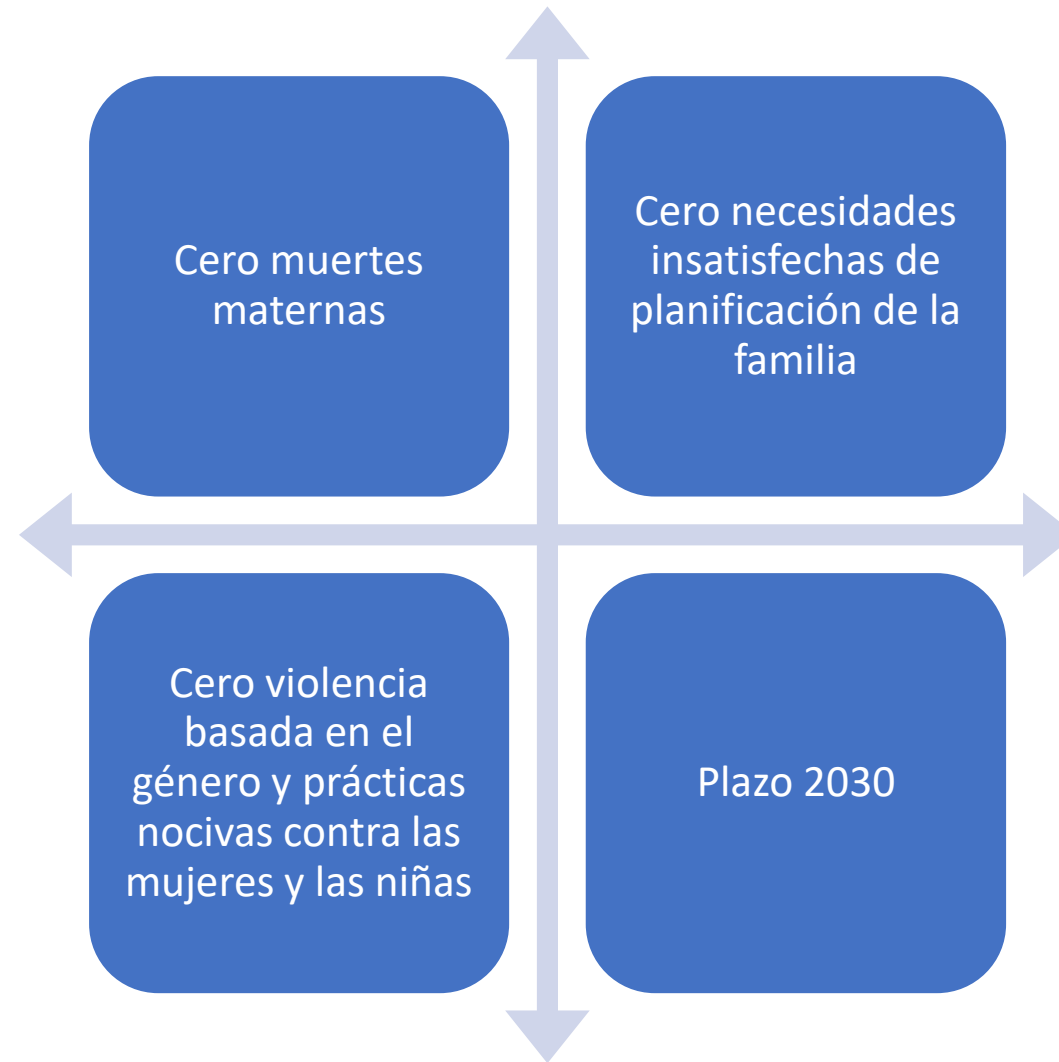 Cero muertes
maternas
Cero necesidades
insatisfechas de
planificación de la
familia
Cero violencia
basada en el
género y prácticas
nocivas contra las
mujeres y las niñas
Plazo 2030